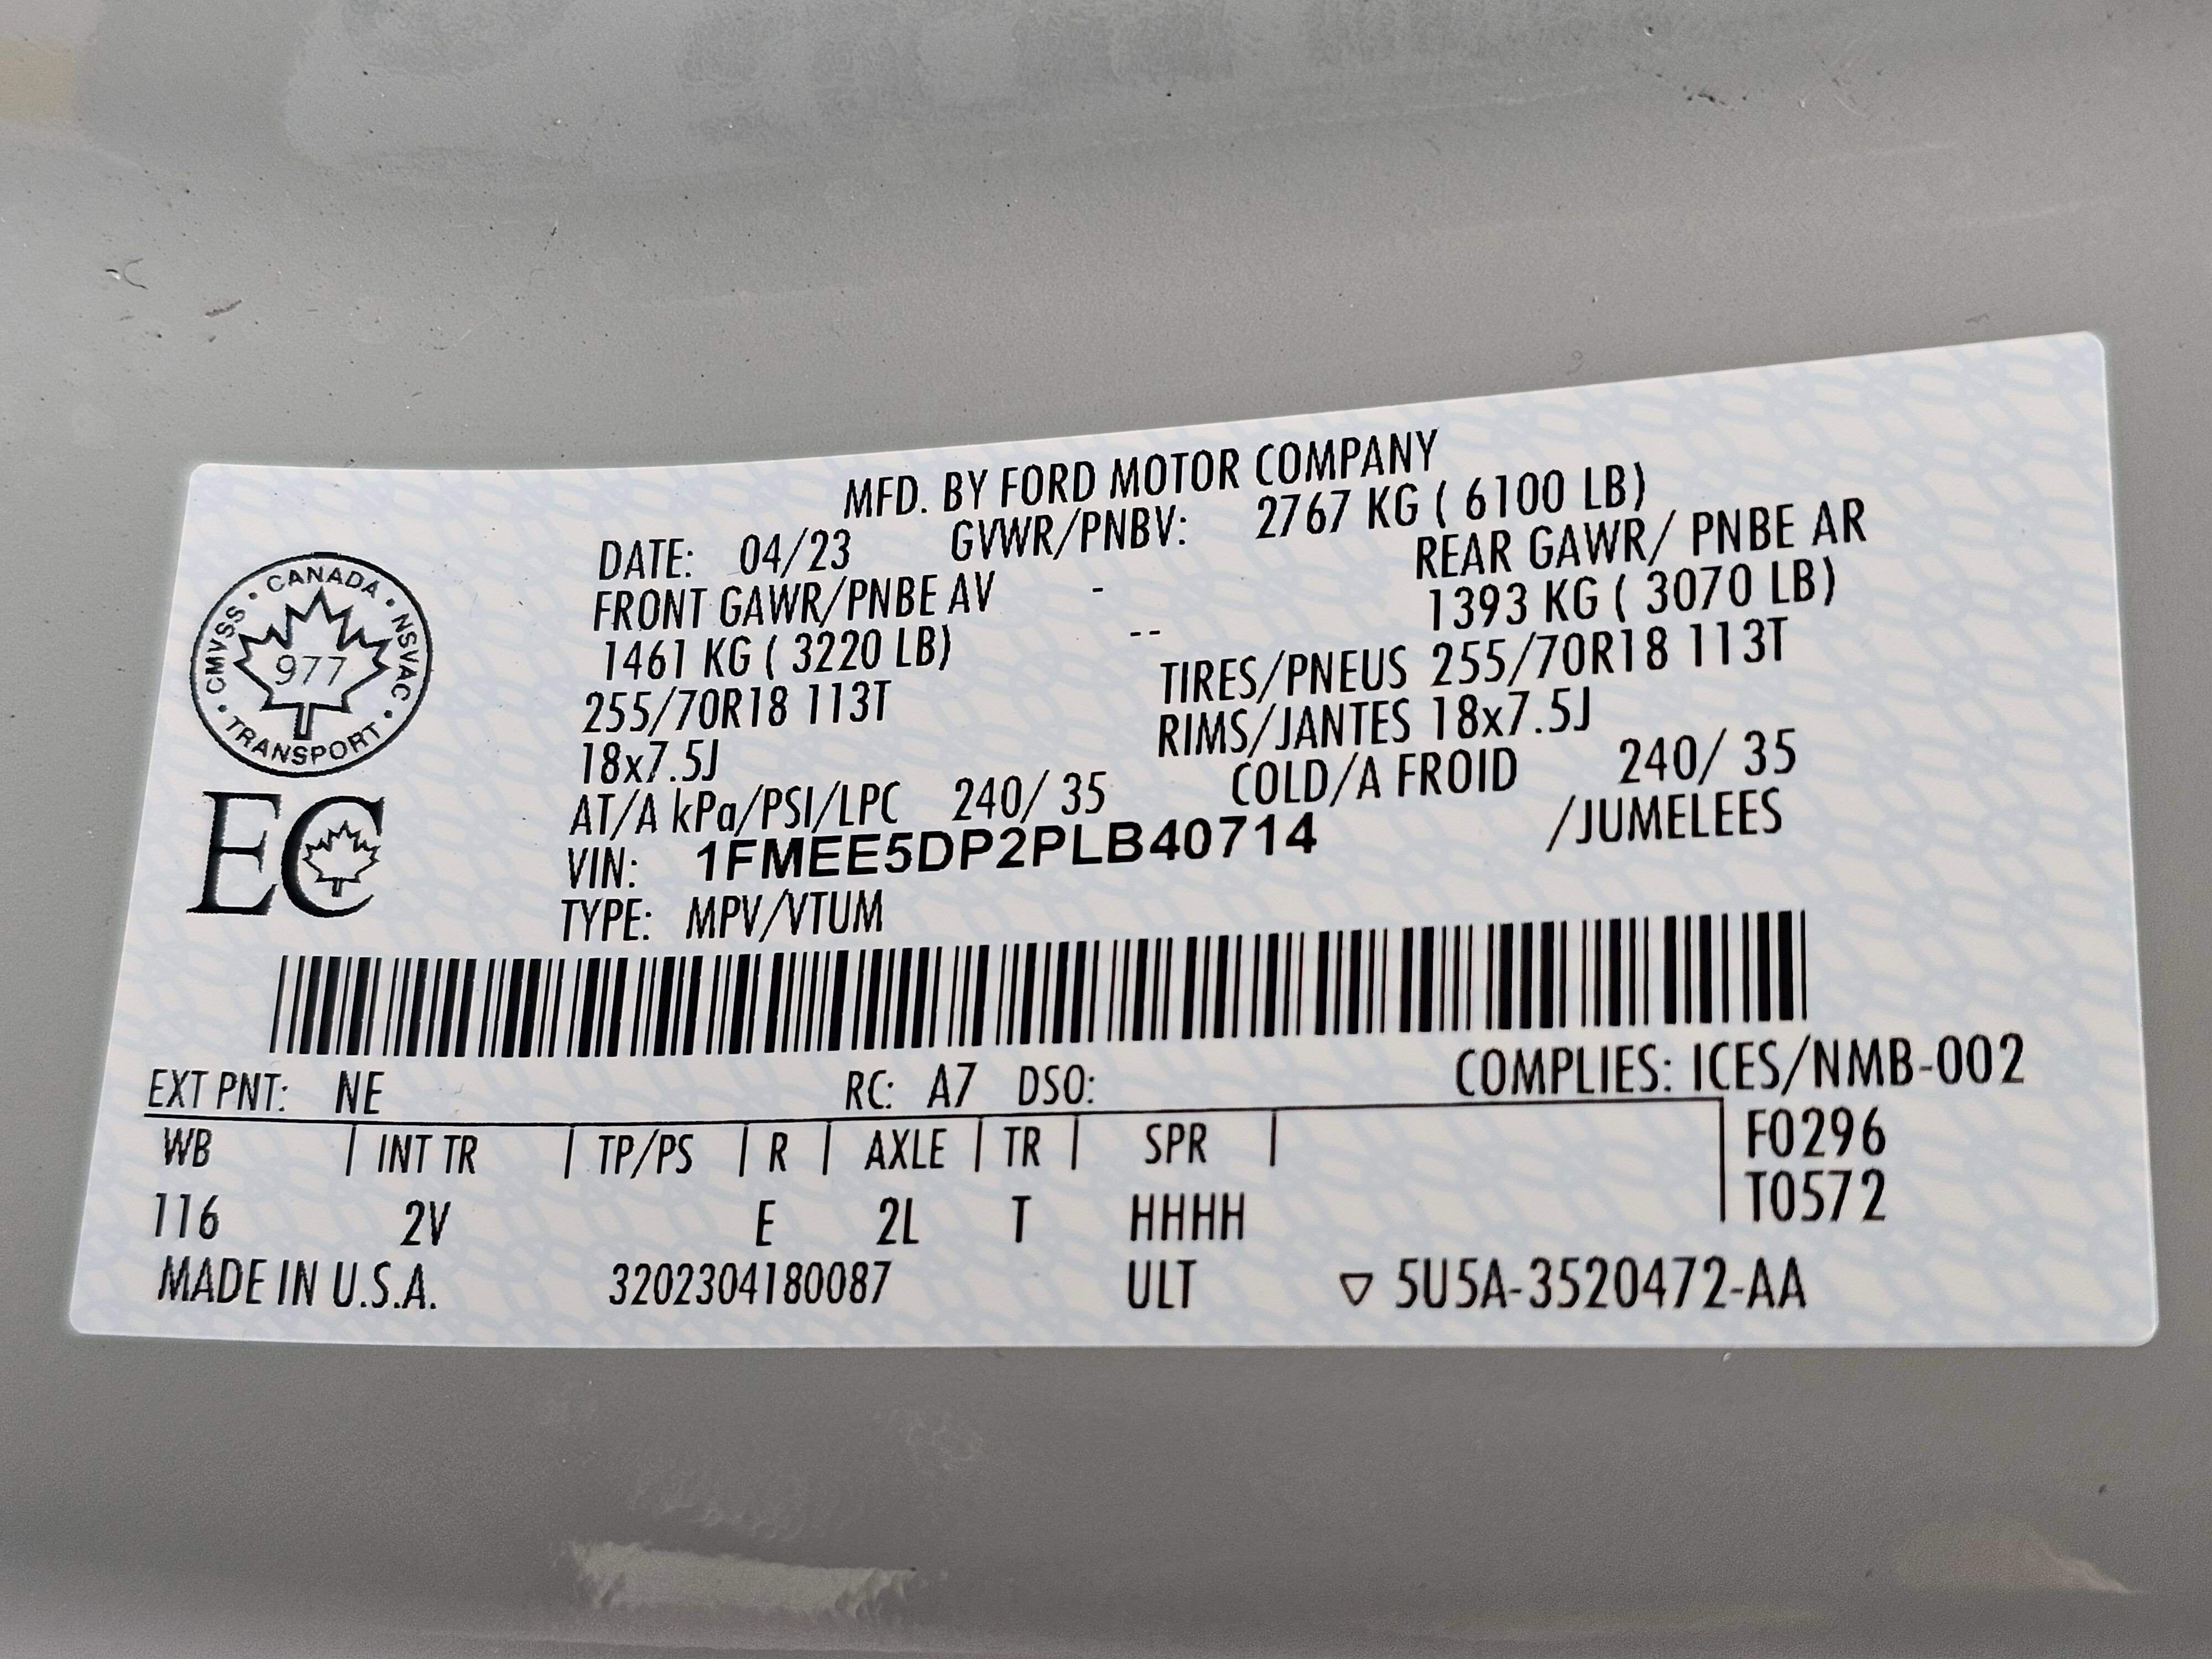 MFD. BY FORD MOTOR COMPANY
DATE: 04/23 GVWR/PNBV: 2767 KG ( 6100 LB)
FRONT GAWR/PNBE AV - REAR GAWR/ PNBE AR
1461 KG ( 3220 LB) -- 1393 KG ( 3070 LB)
255/70R18 113T TIRES/PNEUS 255/70R18 113T
18x7.5J RIMS/JANTES 18x7.5J
AT/A kPa/PSI/LPC 240/ 35 COLD/A FROID 240/ 35
VIN: 1FMEE5DP2PLB40714 /JUMELEES
TYPE: MPV/VTUM
CANADA · NSVAC · TRANSPORT · CMVSS ·
977
EC
EXT PNT: NE RC: A7 DSO: COMPLIES: ICES/NMB-002
WB | INT TR | TP/PS | R | AXLE | TR | SPR | F0296
T0572
116 2V E 2L T HHHH
MADE IN U.S.A. 3202304180087 ULT ▽ 5U5A-3520472-AA